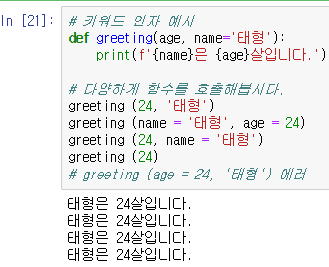 In [21]:
# 키워드 인자 예시
def greeting(age, name='태형'):
    print(f'{name}은 {age}살입니다.')
# 다양하게 함수를 호출해봅시다.
greeting (24, '태형')
greeting (name = '태형', age = 24)
greeting (24, name = '태형')
greeting (24)
# greeting (age = 24, '태형') 에러
태형은 24살입니다.
태형은 24살입니다.
태형은 24살입니다.
태형은 24살입니다.